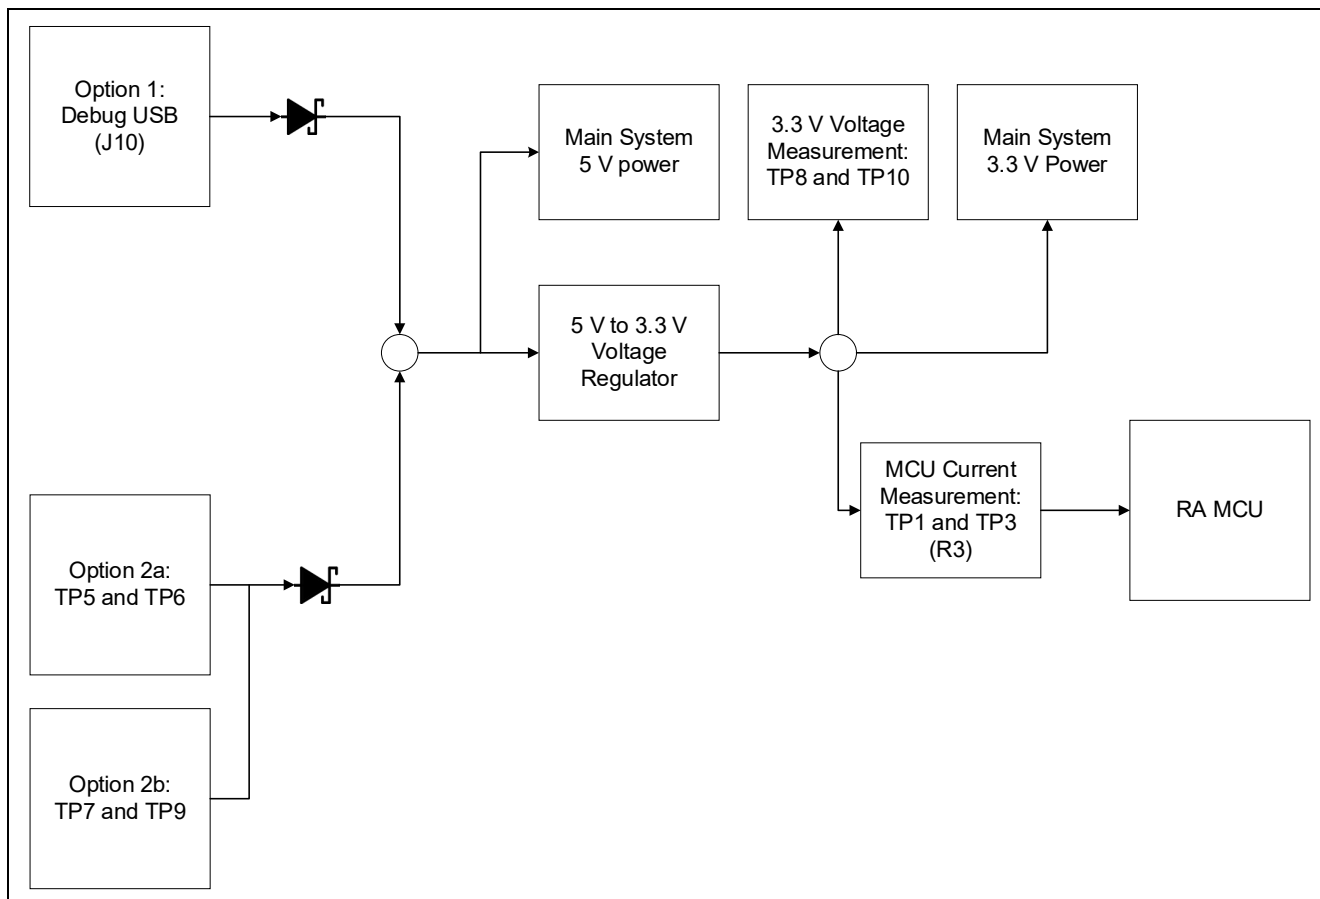 Option 1:
Debug USB
(J10)
Main System
5 V power
3.3 V Voltage
Measurement:
TP8 and TP10
Main System
3.3 V Power
5 V to 3.3 V
Voltage
Regulator
MCU Current
Measurement:
TP1 and TP3
(R3)
RA MCU
Option 2a:
TP5 and TP6
Option 2b:
TP7 and TP9